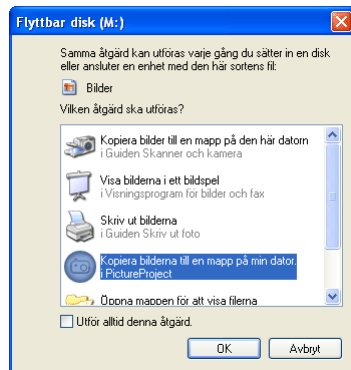 Flyttbar disk (M:)
Samma åtgärd kan utföras varje gång du sätter in en disk
eller ansluter en enhet med den här sortens fil:
Bilder
Vilken åtgärd ska utföras?
Kopiera bilder till en mapp på den här datorn
i Guiden Skanner och kamera
Visa bilderna i ett bildspel
i Visningsprogram för bilder och fax
Skriv ut bilderna
i Guiden Skriv ut foto
Kopiera bilderna till en mapp på min dator.
i PictureProject
Öppna mappen för att visa filerna
Utför alltid denna åtgärd.
OK
Avbryt